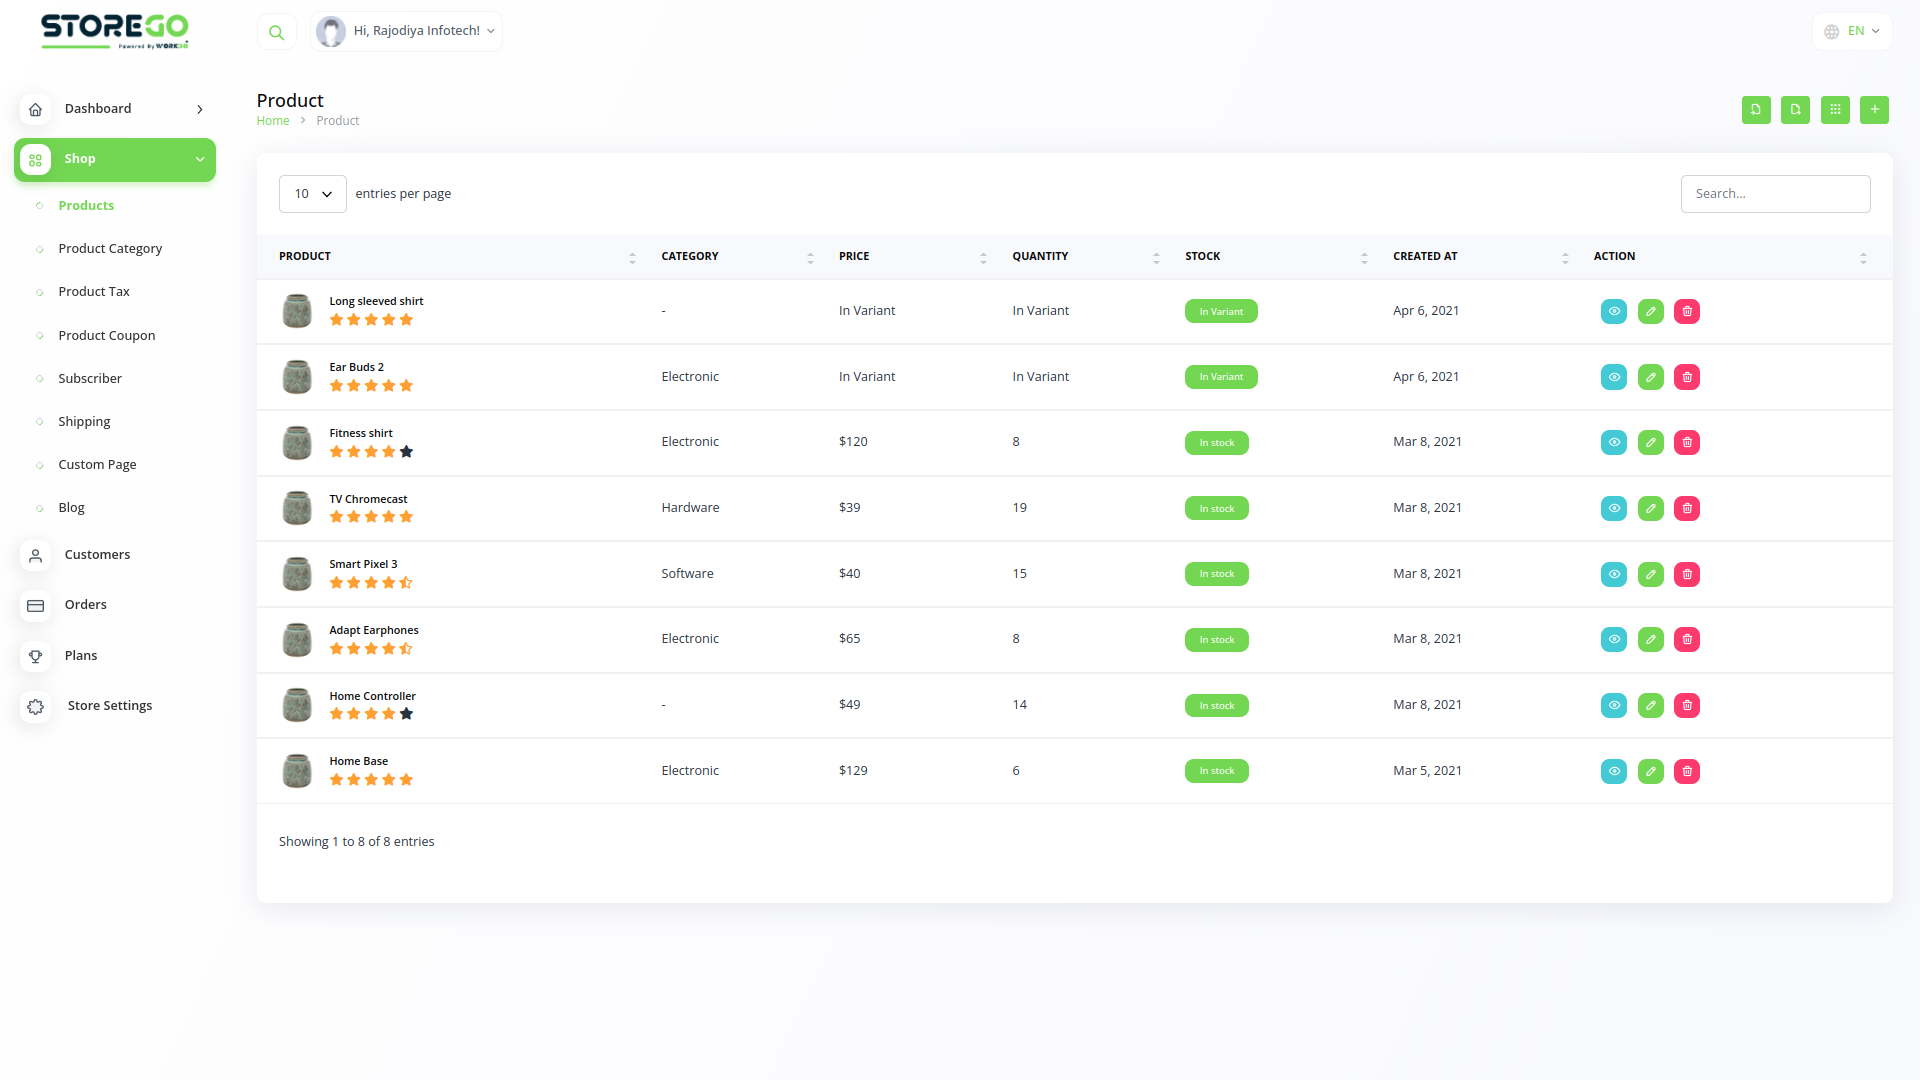 STOREGO
Powered By WORKDO
Hi, Rajodiya Infotech!
EN
Dashboard
Shop
Products
Product Category
Product Tax
Product Coupon
Subscriber
Shipping
Custom Page
Blog
Customers
Orders
Plans
Store Settings
Product
Home > Product
10 entries per page
Search...
PRODUCT CATEGORY PRICE QUANTITY STOCK CREATED AT ACTION
Long sleeved shirt - In Variant In Variant In Variant Apr 6, 2021
Ear Buds 2 Electronic In Variant In Variant In Variant Apr 6, 2021
Fitness shirt Electronic $120 8 In stock Mar 8, 2021
TV Chromecast Hardware $39 19 In stock Mar 8, 2021
Smart Pixel 3 Software $40 15 In stock Mar 8, 2021
Adapt Earphones Electronic $65 8 In stock Mar 8, 2021
Home Controller - $49 14 In stock Mar 8, 2021
Home Base Electronic $129 6 In stock Mar 5, 2021
Showing 1 to 8 of 8 entries